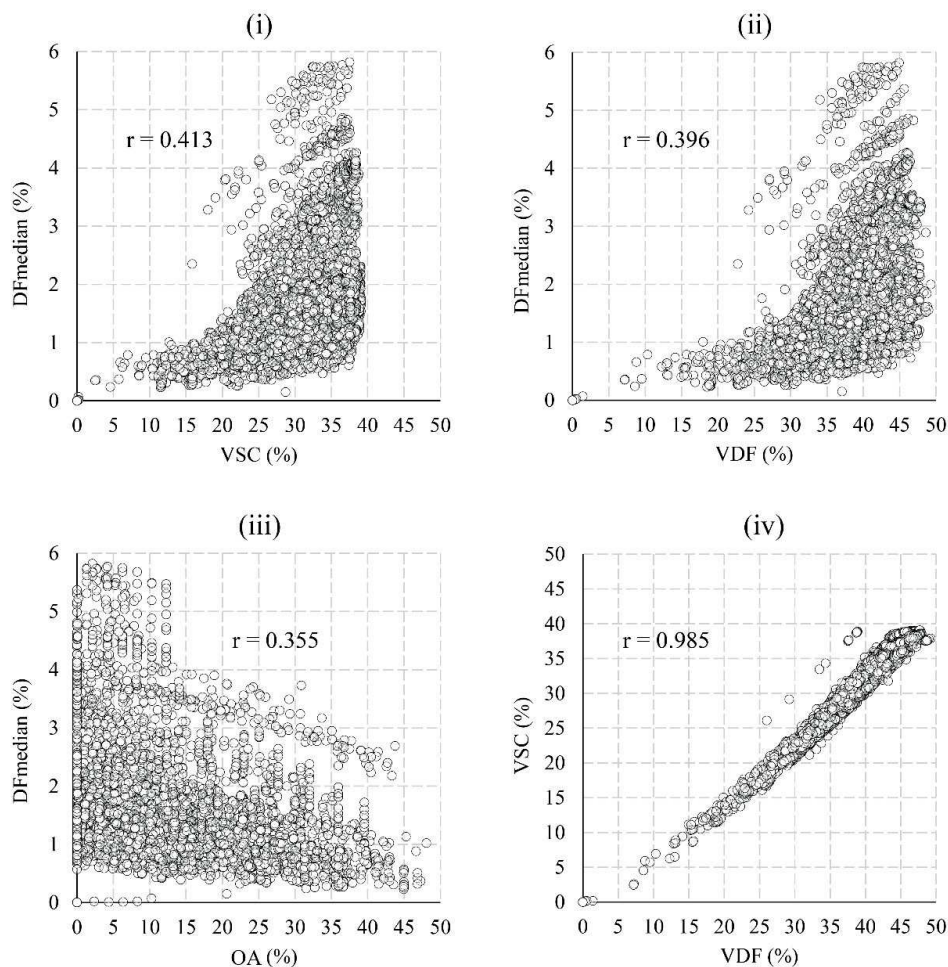 (i)
6
5
4
3
2
1
0
DFmedian (%)
r = 0.413
0 5 10 15 20 25 30 35 40 45 50
VSC (%)
(ii)
6
5
4
3
2
1
0
DFmedian (%)
r = 0.396
0 5 10 15 20 25 30 35 40 45 50
VDF (%)
(iii)
6
5
4
3
2
1
0
DFmedian (%)
r = 0.355
0 5 10 15 20 25 30 35 40 45 50
OA (%)
(iv)
50
45
40
35
30
25
20
15
10
5
0
VSC (%)
r = 0.985
0 5 10 15 20 25 30 35 40 45 50
VDF (%)